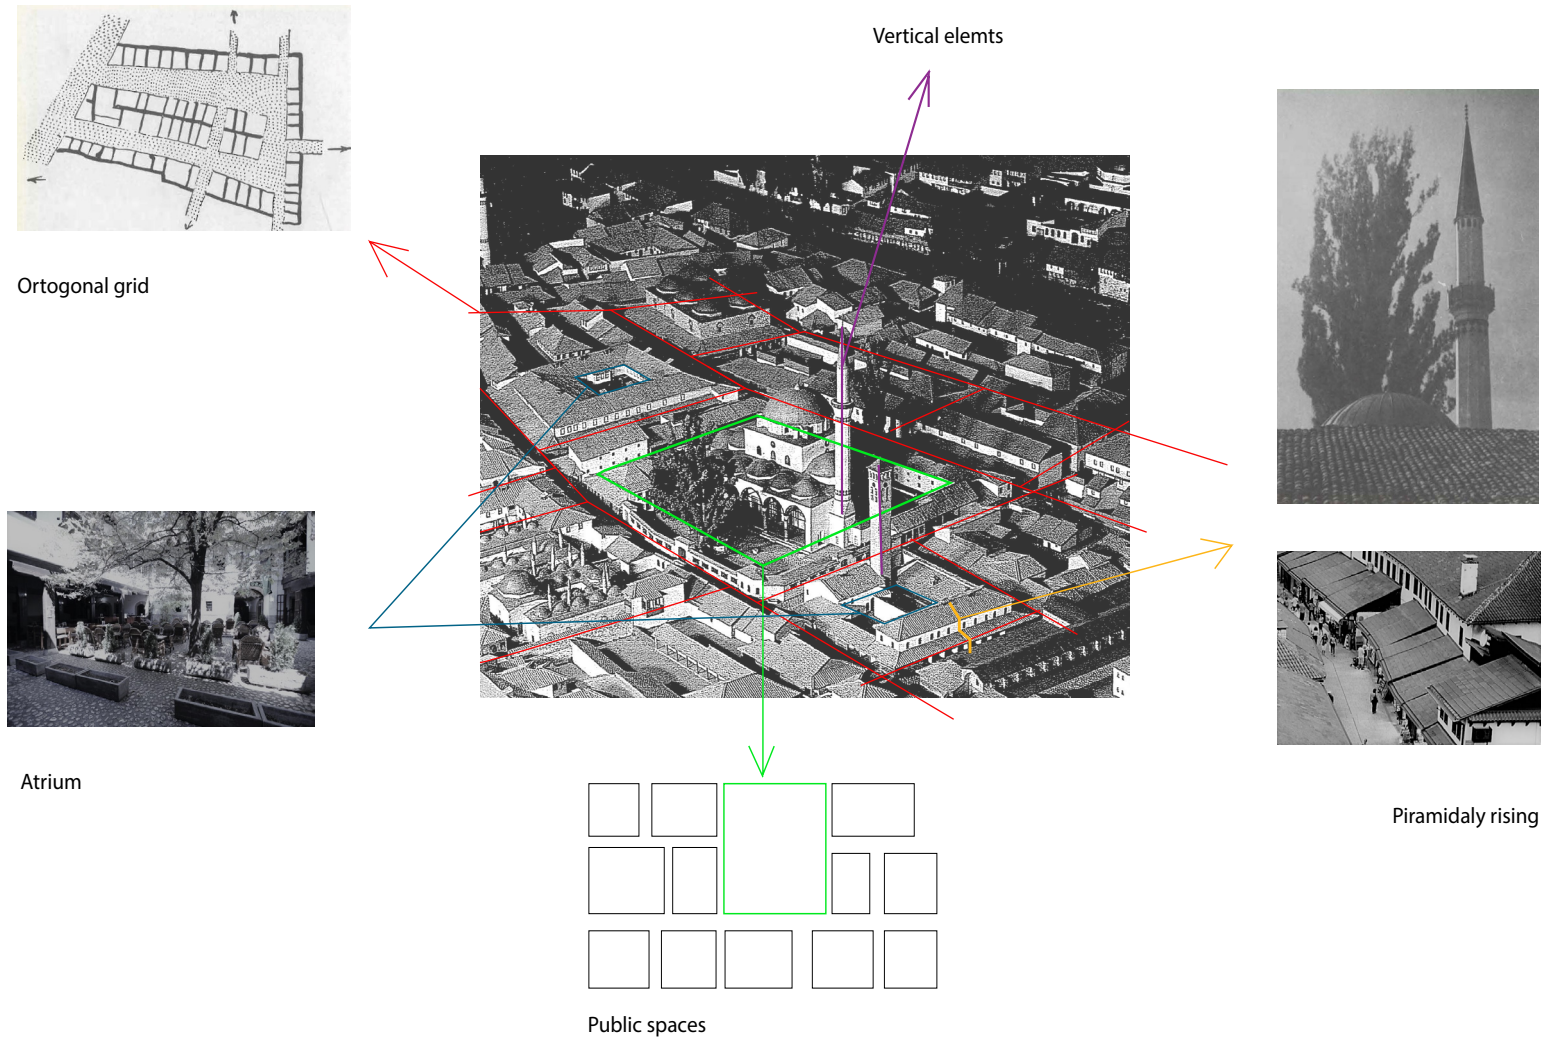 Vertical elemts
Ortogonal grid
Atrium
Piramidaly rising
Public spaces